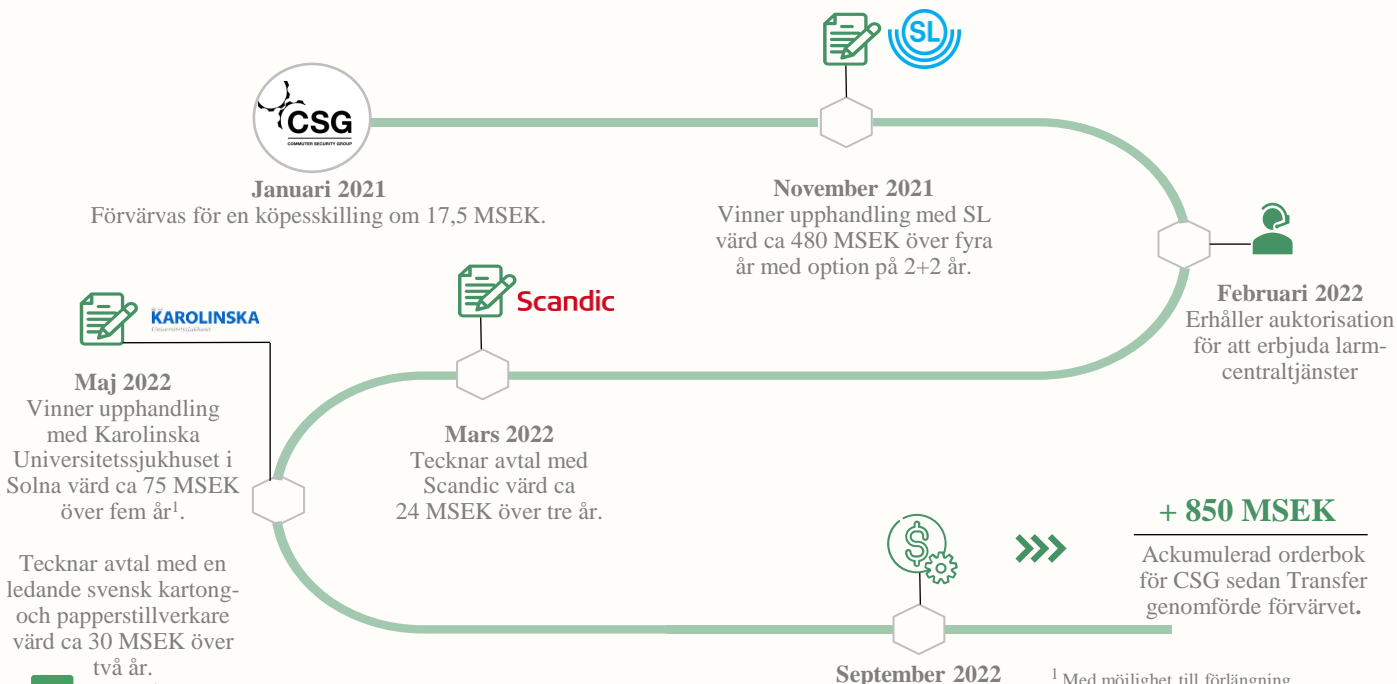 SL
CSG
COMMUTER SECURITY GROUP
Januari 2021
Förvärvas för en köpesskilling om 17,5 MSEK.
November 2021
Vinner upphandling med SL
värd ca 480 MSEK över fyra
år med option på 2+2 år.
Februari 2022
Erhåller auktorisation
för att erbjuda larm-
centraltjänster
Scandic
Mars 2022
Tecknar avtal med
Scandic värd ca
24 MSEK över tre år.
KAROLINSKA
Universitetssjukhuset
Maj 2022
Vinner upphandling
med Karolinska
Universitetssjukhuset i
Solna värd ca 75 MSEK
över fem år¹.
Tecknar avtal med en
ledande svensk kartong-
och papperstillverkare
värd ca 30 MSEK över
två år.
September 2022
+ 850 MSEK
Ackumulerad orderbok
för CSG sedan Transfer
genomförde förvärvet.
¹ Med möjlighet till förlängning